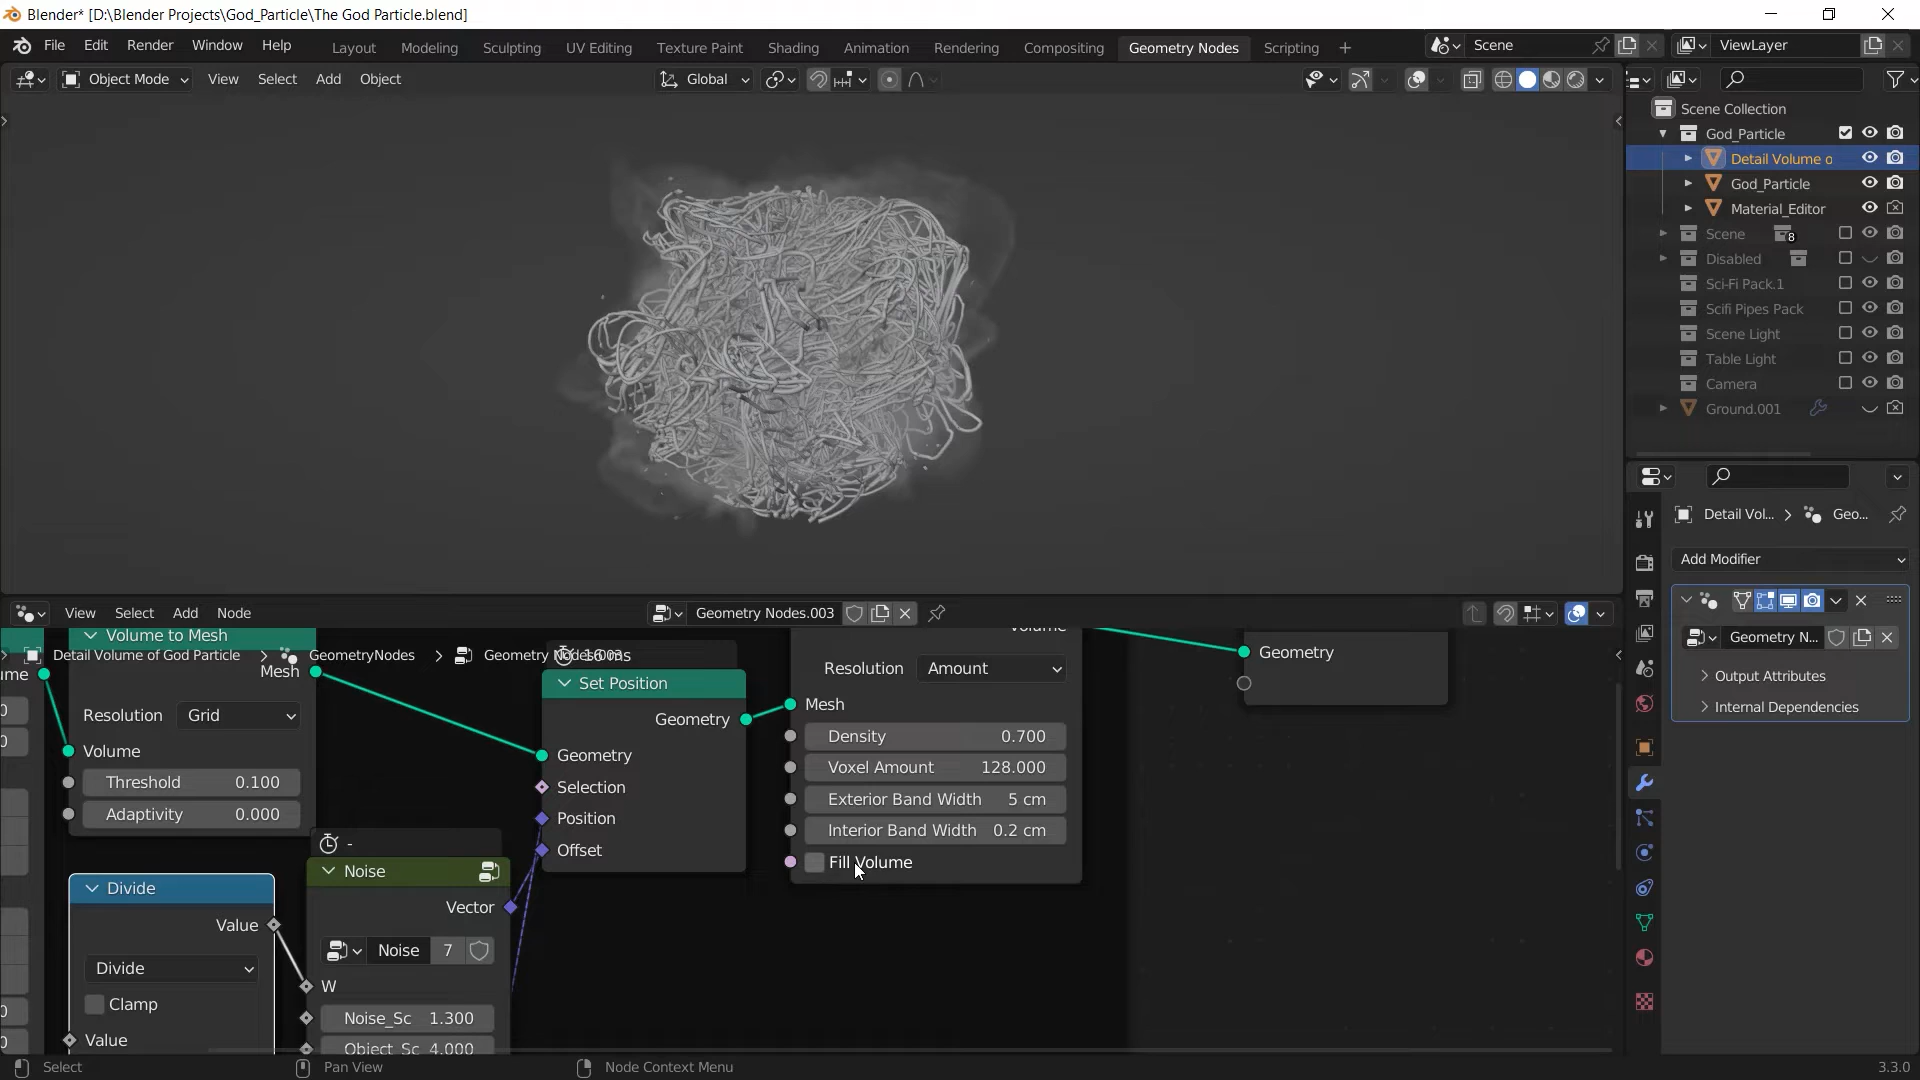 Blender* [D:\Blender Projects\God_Particle\The God Particle.blend]
File Edit Render Window Help
Layout Modeling Sculpting UV Editing Texture Paint Shading Animation Rendering Compositing Geometry Nodes Scripting +
Scene
ViewLayer
Object Mode View Select Add Object
Global
Scene Collection
God_Particle
Detail Volume o
God_Particle
Material_Editor
Scene 8
Disabled
Sci-Fi Pack.1
Scifi Pipes Pack
Scene Light
Table Light
Camera
Ground.001
Detail Vol... > Geo...
Add Modifier
Geometry N...
Output Attributes
Internal Dependencies
View Select Add Node
Geometry Nodes.003
Detail Volume of God Particle > GeometryNodes >
Volume to Mesh
Mesh
Resolution Grid
Volume
Threshold 0.100
Adaptivity 0.000
Divide
Value
Divide
Clamp
Value
-
Noise
Vector
Noise 7
W
Noise_Sc 1.300
Object_Sc 4.000
Set Position
Geometry
Geometry
Selection
Position
Offset
Volume
Resolution Amount
Mesh
Density 0.700
Voxel Amount 128.000
Exterior Band Width 5 cm
Interior Band Width 0.2 cm
Fill Volume
Geometry
Select
Pan View
Node Context Menu
3.3.0